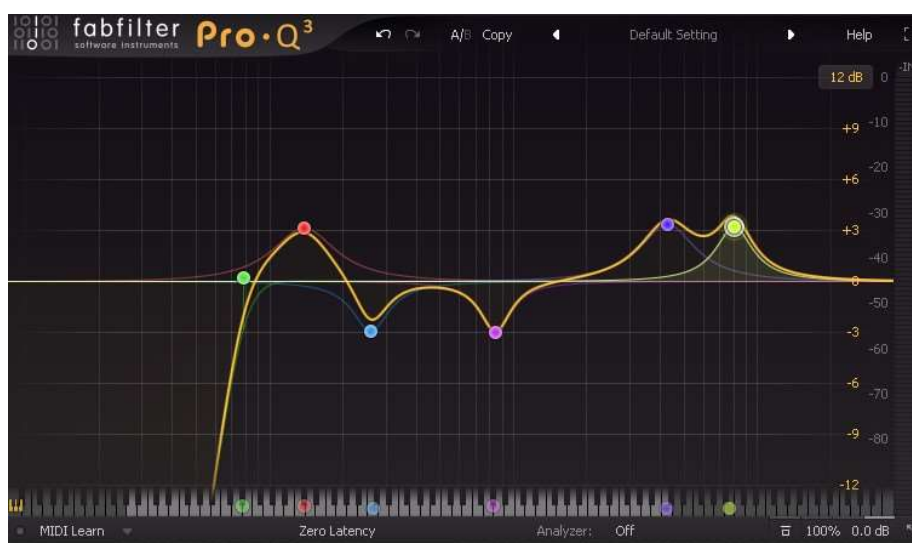 fabfilter
software instruments
Pro·Q³
A/B Copy
Default Setting
Help
12 dB 0
+9 -10
+6 -20
+3 -30
-40
0
-50
-3
-60
-6
-70
-9 -80
-12
MIDI Learn
Zero Latency
Analyzer: Off
100% 0.0 dB